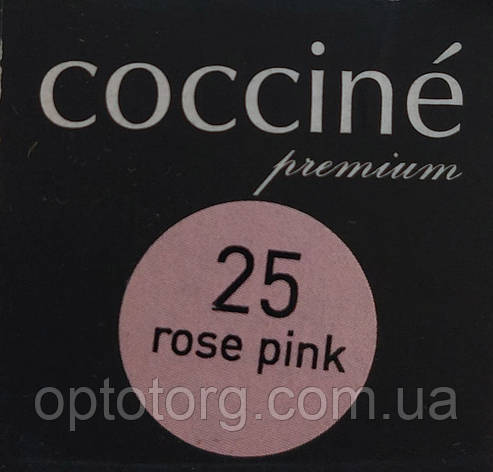 cocciné
premium
25
rose pink
optotorg.com.ua